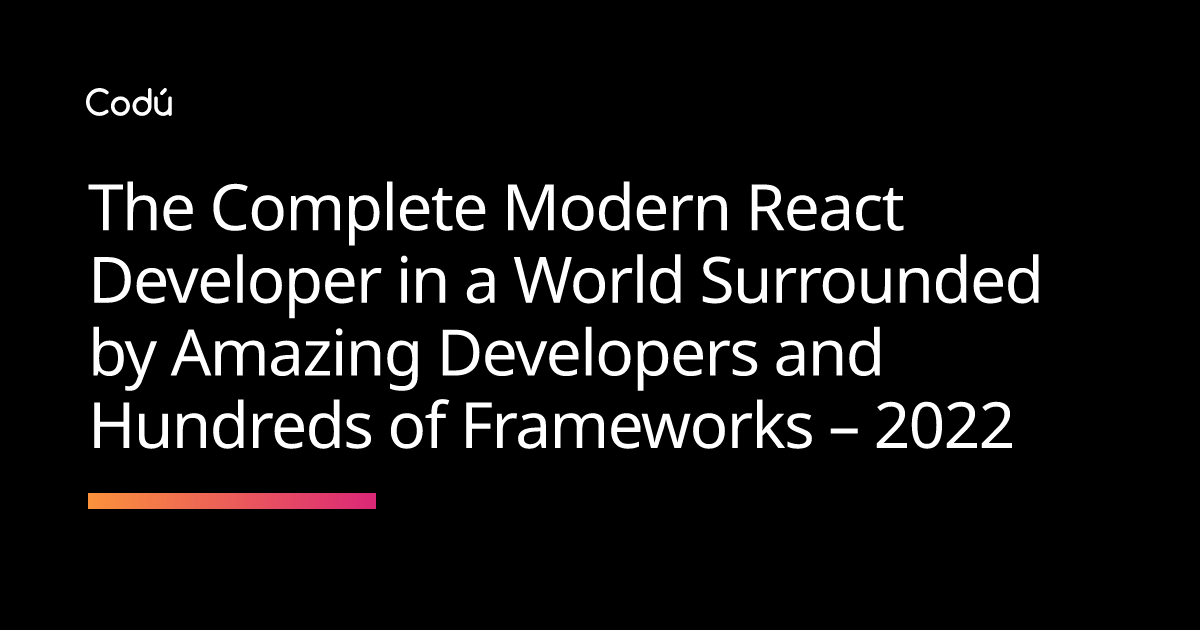 Codú
The Complete Modern React
Developer in a World Surrounded
by Amazing Developers and
Hundreds of Frameworks – 2022